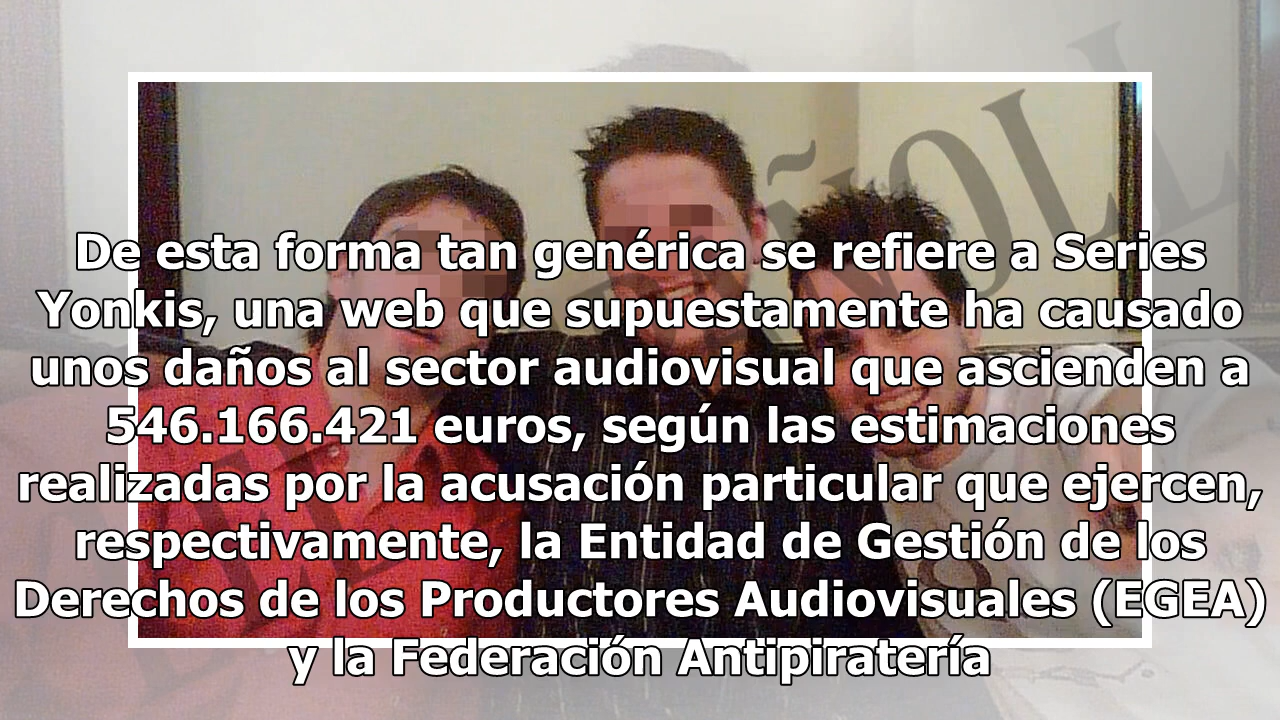 De esta forma tan genérica se refiere a Series
Yonkis, una web que supuestamente ha causado
unos daños al sector audiovisual que ascienden a
546.166.421 euros, según las estimaciones
realizadas por la acusación particular que ejercen,
respectivamente, la Entidad de Gestión de los
Derechos de los Productores Audiovisuales (EGEA)
y la Federación Antipiratería